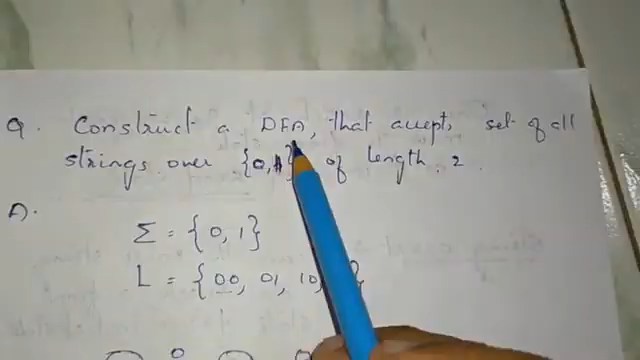 Q. Construct a DFA, that accepts set of all
strings over {0,1} of length 2.
A.
Σ = {0, 1}
L = {00, 01, 10, }
0